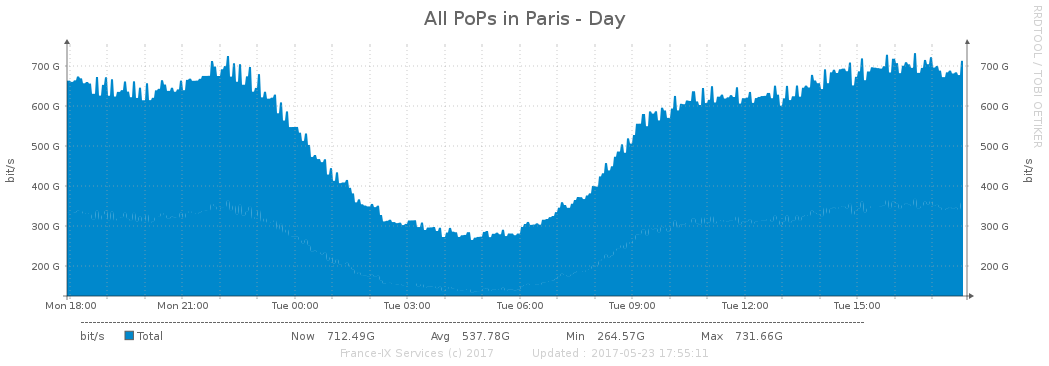 All PoPs in Paris - Day
RRDTOOL / TOBI OETIKER
bit/s
700 G
600 G
500 G
400 G
300 G
200 G
700 G
600 G
500 G
400 G
300 G
200 G
bit/s
Mon 18:00 Mon 21:00 Tue 00:00 Tue 03:00 Tue 06:00 Tue 09:00 Tue 12:00 Tue 15:00
bit/s Total Now 712.49G Avg 537.78G Min 264.57G Max 731.66G
France-IX Services (c) 2017 Updated : 2017-05-23 17:55:11